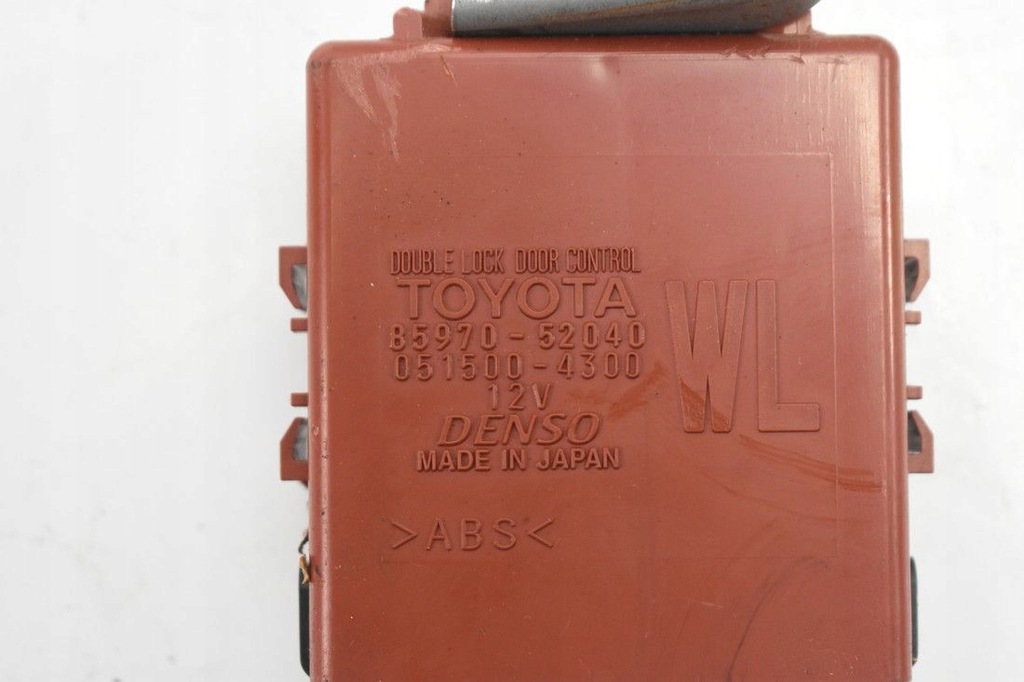 DOUBLE LOCK DOOR CONTROL
TOYOTA
85970-52040
051500-4300
12V
DENSO
MADE IN JAPAN
WL
>ABS<